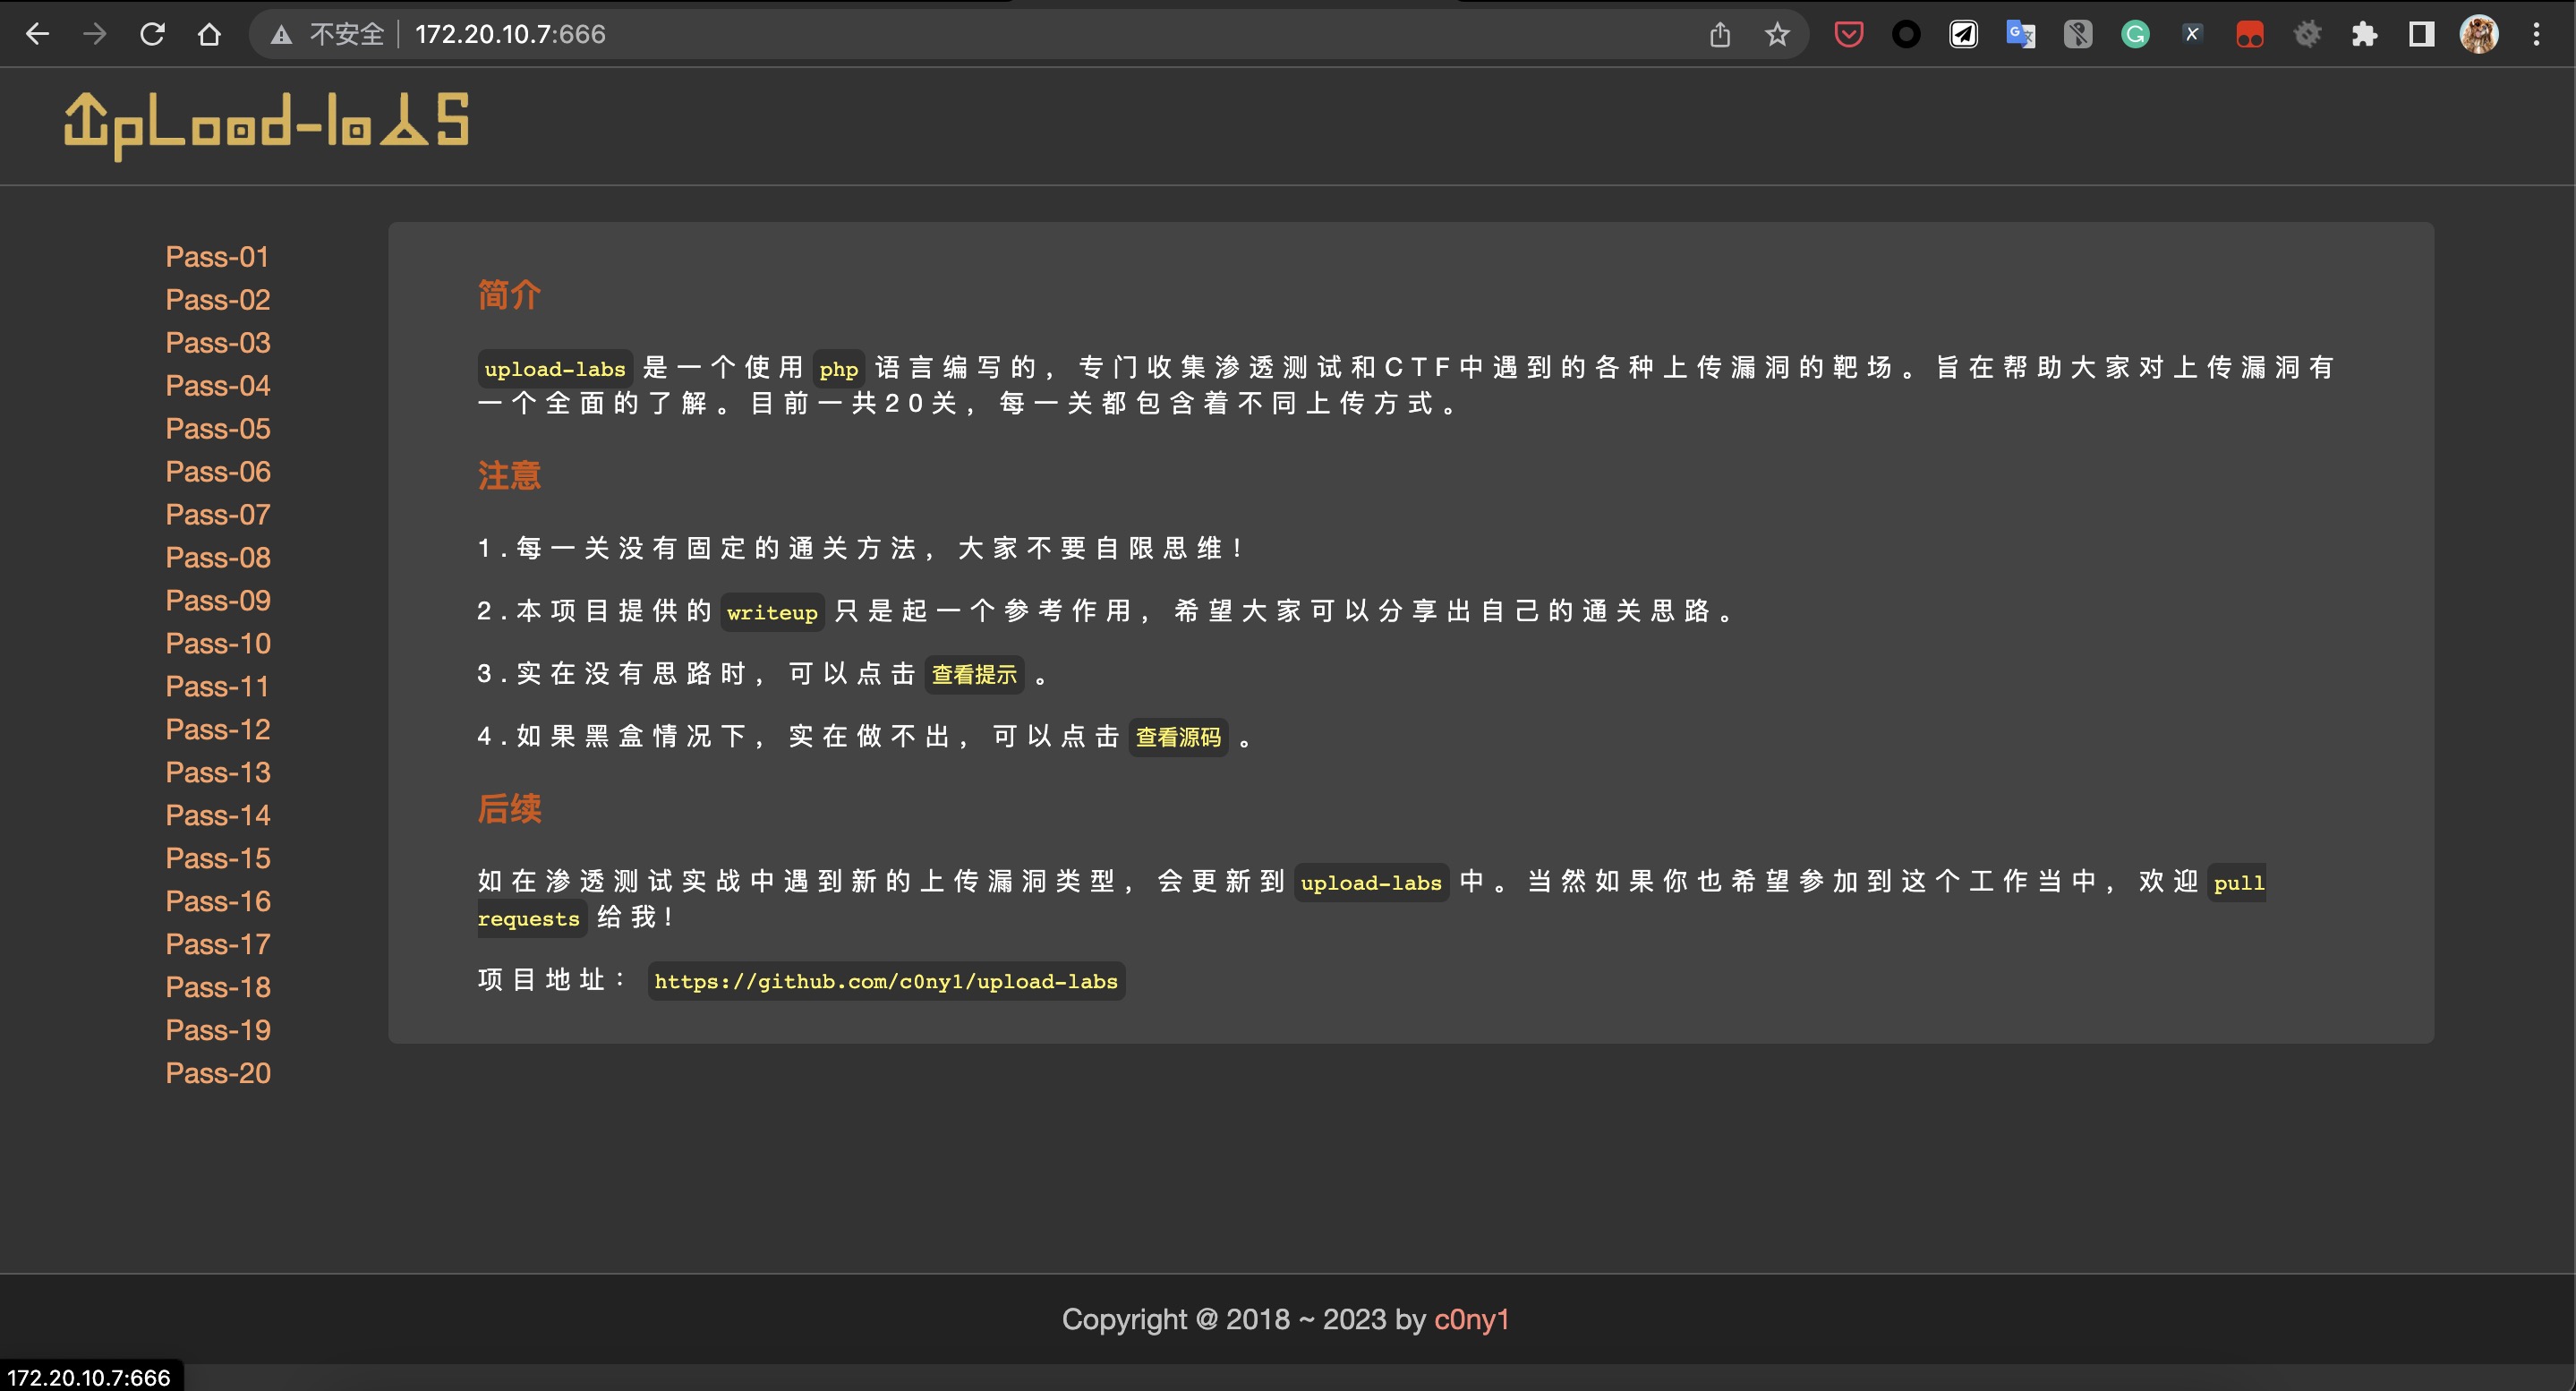 不安全 172.20.10.7:666
upLoad-labs
Pass-01
Pass-02
Pass-03
Pass-04
Pass-05
Pass-06
Pass-07
Pass-08
Pass-09
Pass-10
Pass-11
Pass-12
Pass-13
Pass-14
Pass-15
Pass-16
Pass-17
Pass-18
Pass-19
Pass-20
简介
upload-labs 是一个使用 php 语言编写的，专门收集渗透测试和CTF中遇到的各种上传漏洞的靶场。旨在帮助大家对上传漏洞有
一个全面的了解。目前一共20关，每一关都包含着不同上传方式。
注意
1.每一关没有固定的通关方法，大家不要自限思维！
2.本项目提供的 writeup 只是起一个参考作用，希望大家可以分享出自己的通关思路。
3.实在没有思路时，可以点击 查看提示 。
4.如果黑盒情况下，实在做不出，可以点击 查看源码 。
后续
如在渗透测试实战中遇到新的上传漏洞类型，会更新到 upload-labs 中。当然如果你也希望参加到这个工作当中，欢迎 pull
requests 给我！
项目地址： https://github.com/c0ny1/upload-labs
Copyright @ 2018 ~ 2023 by c0ny1
172.20.10.7:666